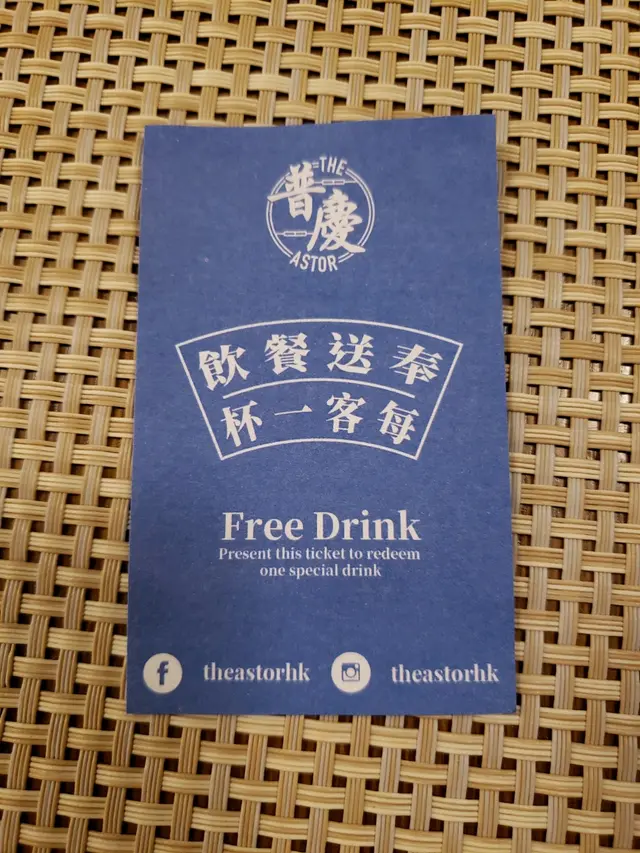 THE
普慶
ASTOR
奉送餐飲
每客一杯
Free Drink
Present this ticket to redeem
one special drink
theastorhk theastorhk